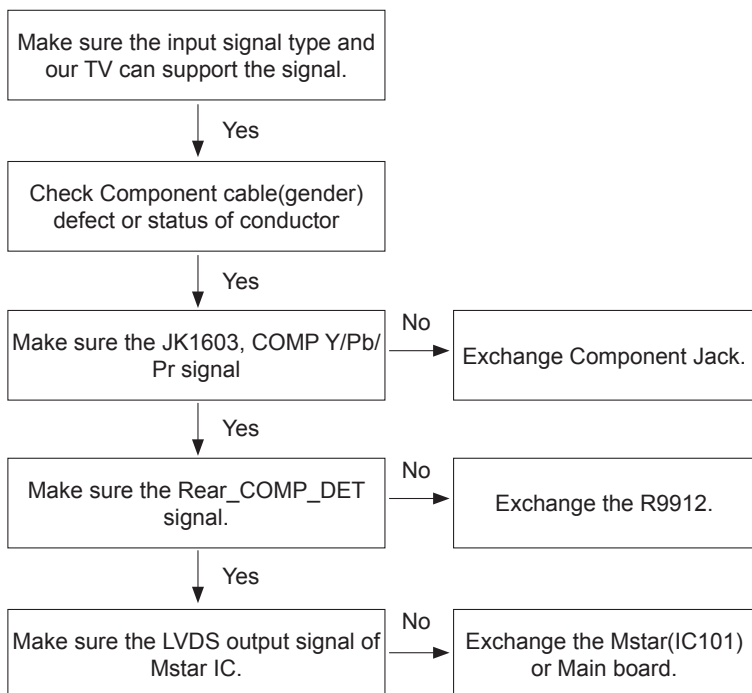 Make sure the input signal type and
our TV can support the signal.
Yes
Check Component cable(gender)
defect or status of conductor
Yes
Make sure the JK1603, COMP Y/Pb/
Pr signal
No
Exchange Component Jack.
Yes
Make sure the Rear_COMP_DET
signal.
No
Exchange the R9912.
Yes
Make sure the LVDS output signal of
Mstar IC.
No
Exchange the Mstar(IC101)
or Main board.